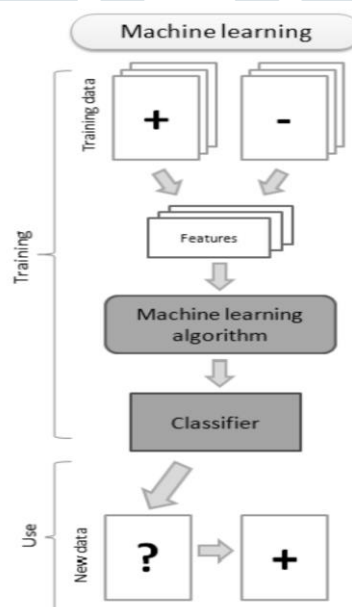 Machine learning
Training data
+
-
Features
Training
Machine learning
algorithm
Classifier
Use
New data
?
+